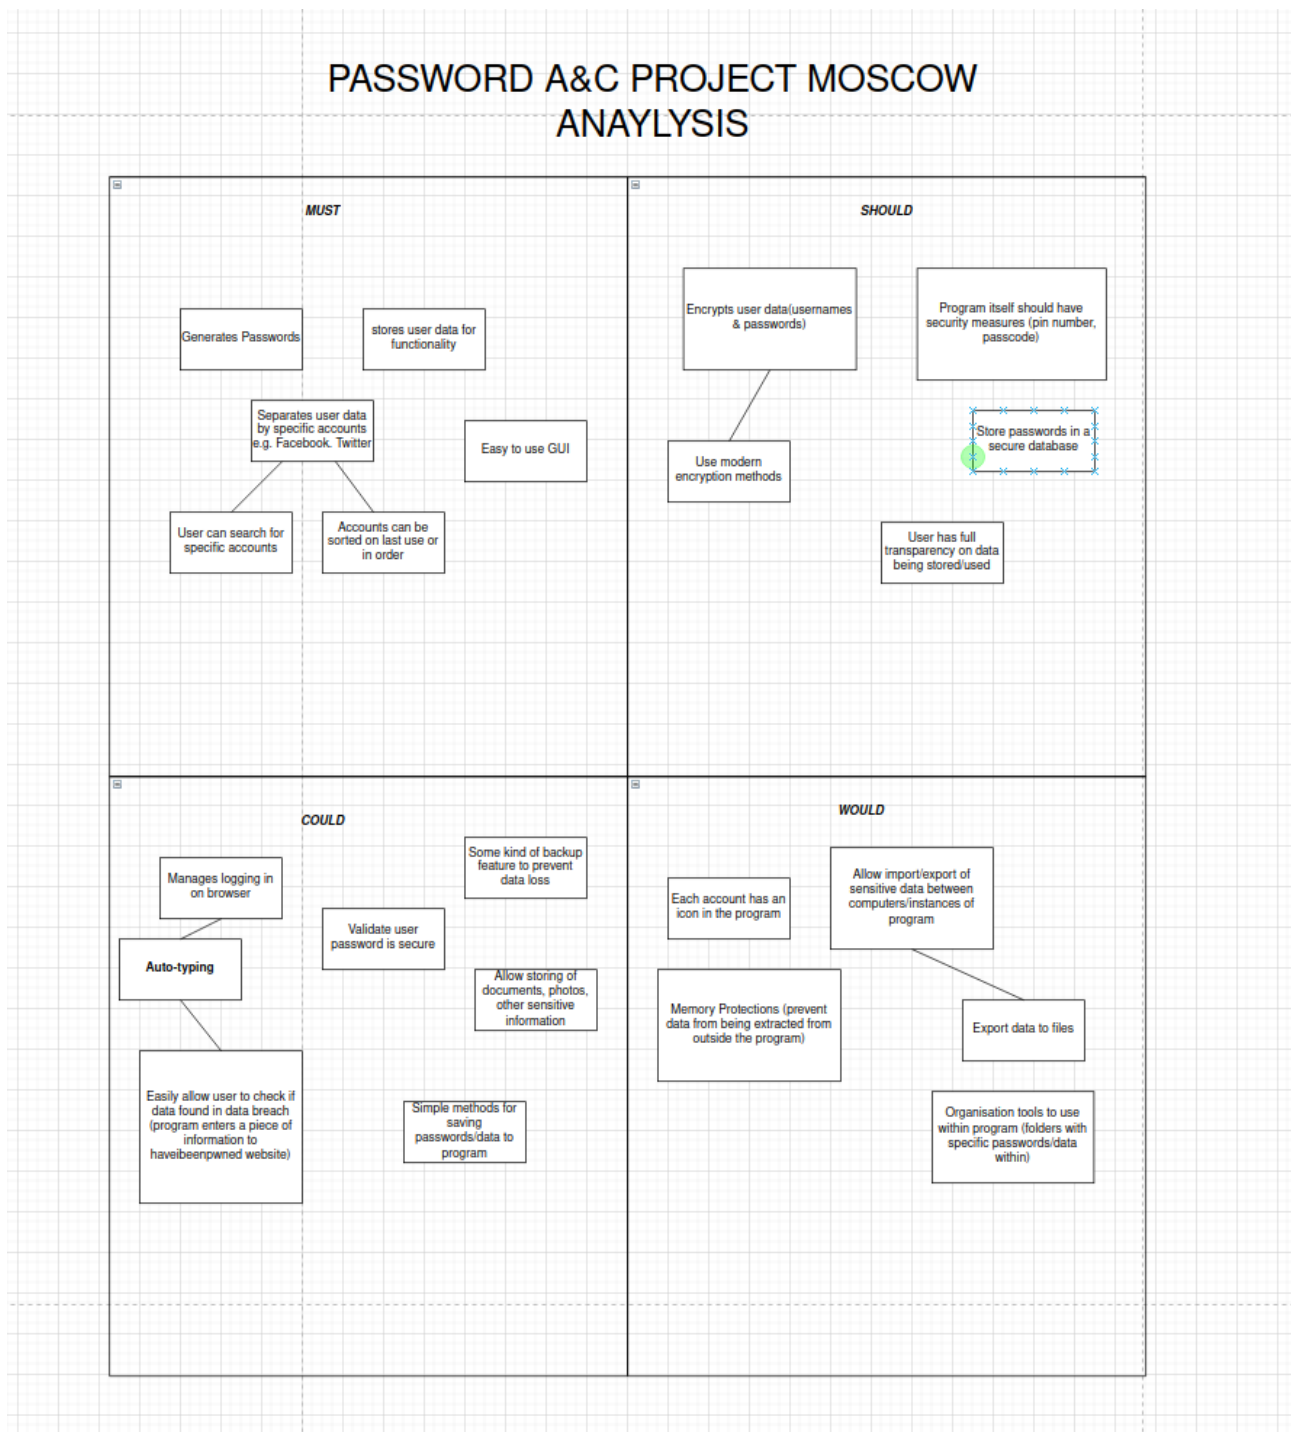 PASSWORD A&C PROJECT MOSCOW
ANAYLYSIS
MUST
Generates Passwords
stores user data for
functionality
Separates user data
by specific accounts
e.g. Facebook. Twitter
Easy to use GUI
User can search for
specific accounts
Accounts can be
sorted on last use or
in order
SHOULD
Encrypts user data(usernames
& passwords)
Program itself should have
security measures (pin number,
passcode)
Use modern
encryption methods
Store passwords in a
secure database
User has full
transparency on data
being stored/used
COULD
Manages logging in
on browser
Some kind of backup
feature to prevent
data loss
Validate user
password is secure
Auto-typing
Allow storing of
documents, photos,
other sensitive
information
Easily allow user to check if
data found in data breach
(program enters a piece of
information to
haveibeenpwned website)
Simple methods for
saving
passwords/data to
program
WOULD
Each account has an
icon in the program
Allow import/export of
sensitive data between
computers/instances of
program
Memory Protections (prevent
data from being extracted from
outside the program)
Export data to files
Organisation tools to use
within program (folders with
specific passwords/data
within)